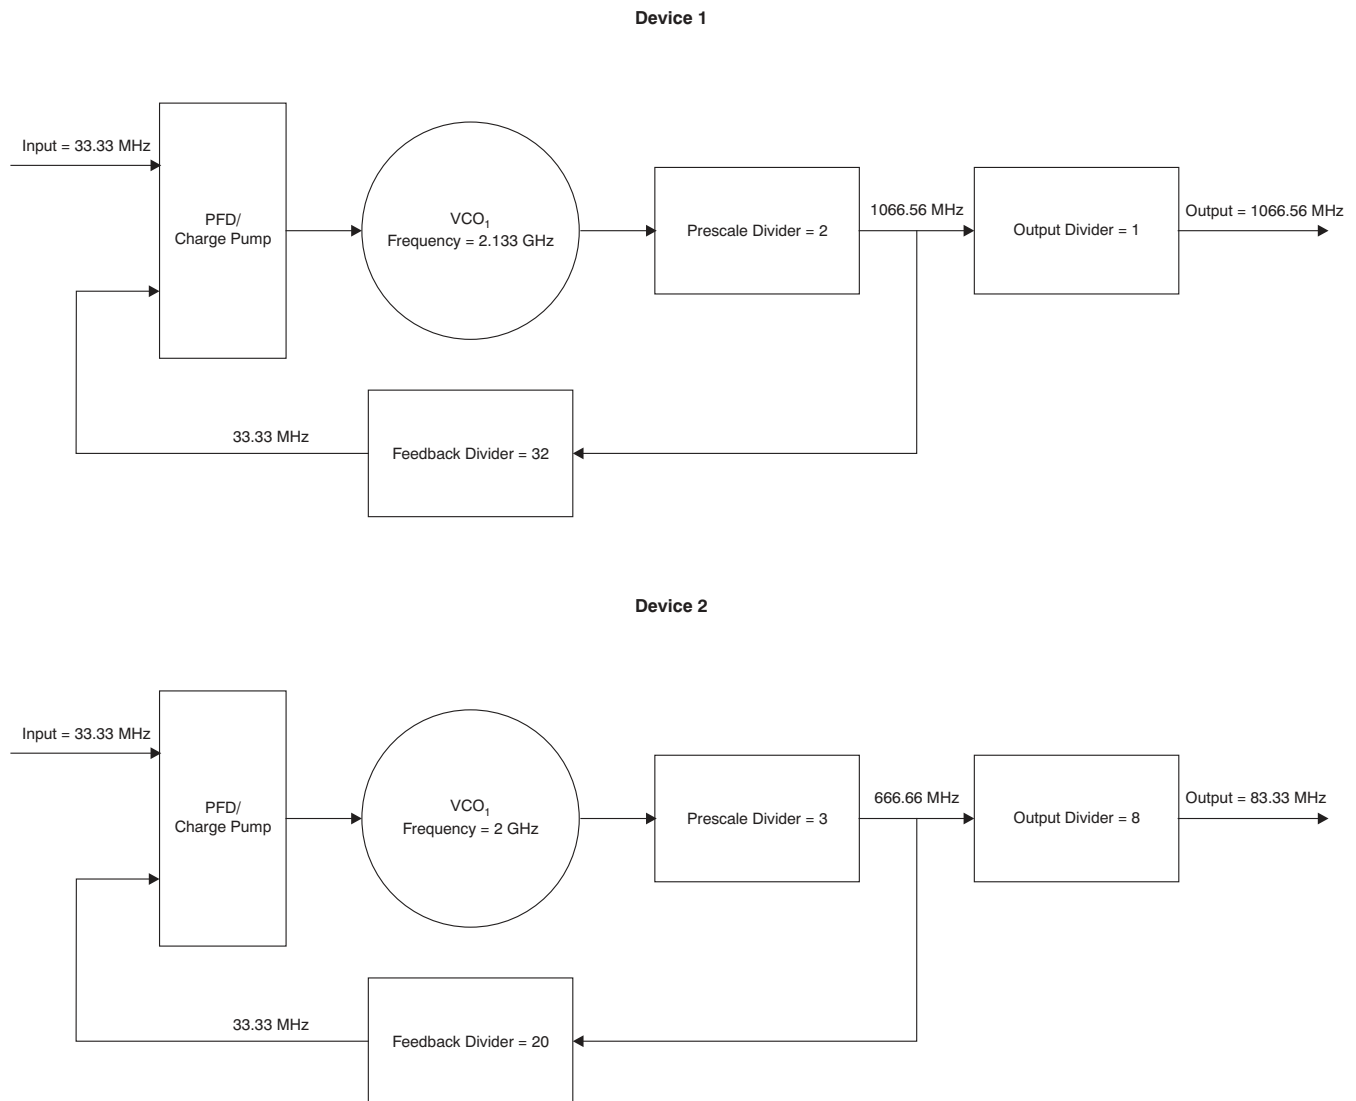 Device 1
Input = 33.33 MHz
PFD/
Charge Pump
VCO1
Frequency = 2.133 GHz
Prescale Divider = 2
1066.56 MHz
Output Divider = 1
Output = 1066.56 MHz
33.33 MHz
Feedback Divider = 32
Device 2
Input = 33.33 MHz
PFD/
Charge Pump
VCO1
Frequency = 2 GHz
Prescale Divider = 3
666.66 MHz
Output Divider = 8
Output = 83.33 MHz
33.33 MHz
Feedback Divider = 20